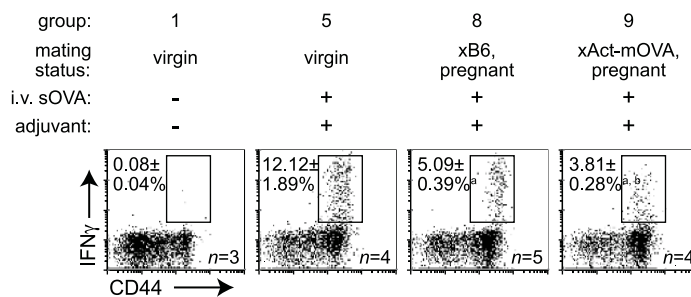 group: 1 5 8 9
mating status: virgin virgin xB6, pregnant xAct-mOVA, pregnant
i.v. sOVA: - + + +
adjuvant: - + + +
0.08± 0.04% 12.12± 1.89% 5.09± 0.39%a 3.81± 0.28%a, b
n=3 n=4 n=5 n=4
IFNγ
CD44